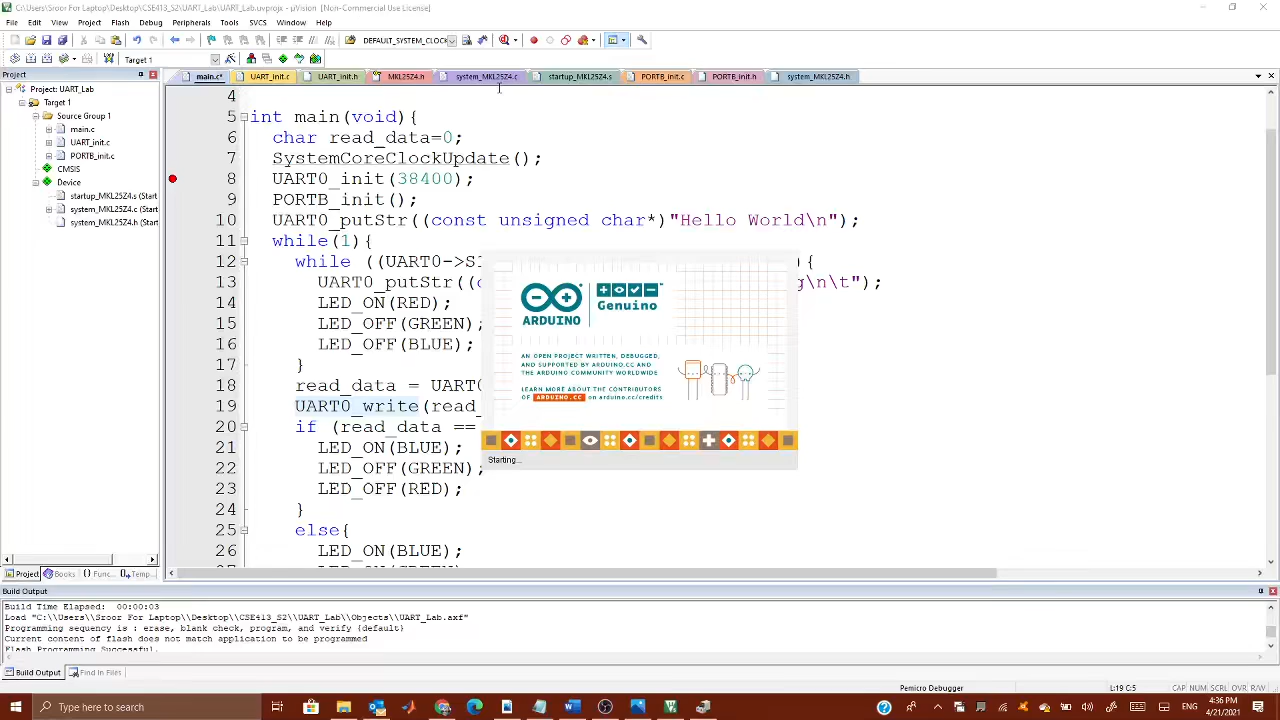 C:\Users\Sroor For Laptop\Desktop\CSE413_S2\UART_Lab\UART_Lab.uvprojx - µVision [Non-Commercial Use License]
File Edit View Project Flash Debug Peripherals Tools SVCS Window Help
DEFAULT_SYSTEM_CLOCK
Target 1
Project
main.c* UART_init.c UART_init.h MKL25Z4.h system_MKL25Z4.c startup_MKL25Z4.s PORTB_init.c PORTB_init.h system_MKL25Z4.h
Project: UART_Lab
Target 1
Source Group 1
main.c
UART_init.c
PORTB_init.c
CMSIS
Device
startup_MKL25Z4.s (Start
system_MKL25Z4.c (Start
system_MKL25Z4.h (Start
4
5 int main(void){
6 char read_data=0;
7 SystemCoreClockUpdate();
8 UART0_init(38400);
9 PORTB_init();
10 UART0_putStr((const unsigned char*)"Hello World\n");
11 while(1){
12 while ((UART0->S1 ){
13 UART0_putStr((c g\n\t");
14 LED_ON(RED);
15 LED_OFF(GREEN);
16 LED_OFF(BLUE);
17 }
18 read_data = UART0
19 UART0_write(read_
20 if (read_data ==
21 LED_ON(BLUE);
22 LED_OFF(GREEN);
23 LED_OFF(RED);
24 }
25 else{
26 LED_ON(BLUE);
ARDUINO
Genuino
AN OPEN PROJECT WRITTEN, DEBUGGED,
AND SUPPORTED BY ARDUINO.CC AND
THE ARDUINO COMMUNITY WORLDWIDE
LEARN MORE ABOUT THE CONTRIBUTORS
OF ARDUINO.CC on arduino.cc/credits
Starting...
Project Books {} Func... Temp...
Build Output
Build Time Elapsed: 00:00:03
Load "C:\\Users\\Sroor For Laptop\\Desktop\\CSE413_S2\\UART_Lab\\Objects\\UART_Lab.axf"
Programming sequency is : erase, blank check, program, and verify {default}
Current content of flash does not match application to be programmed
Flash Programming Successful.
Build Output Find In Files
Pemicro Debugger L:19 C:5 CAP NUM SCRL OVR R/W
Type here to search
4:36 PM
4/21/2021